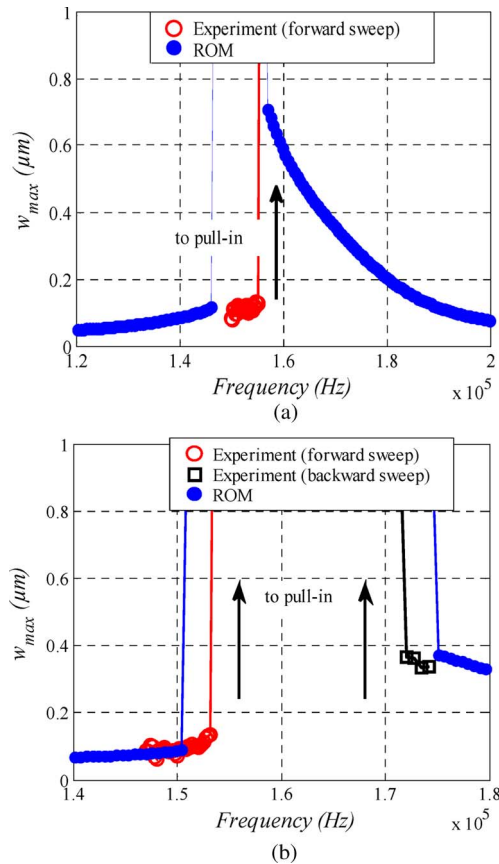 1
Experiment (forward sweep)
ROM
0.8
0.6
w_max (μm)
0.4
to pull-in
0.2
0
1.2 1.4 1.6 1.8 2
Frequency (Hz) x 10^5
(a)
1
Experiment (forward sweep)
Experiment (backward sweep)
ROM
0.8
0.6
to pull-in
w_max (μm)
0.4
0.2
0
1.4 1.5 1.6 1.7 1.8
Frequency (Hz) x 10^5
(b)